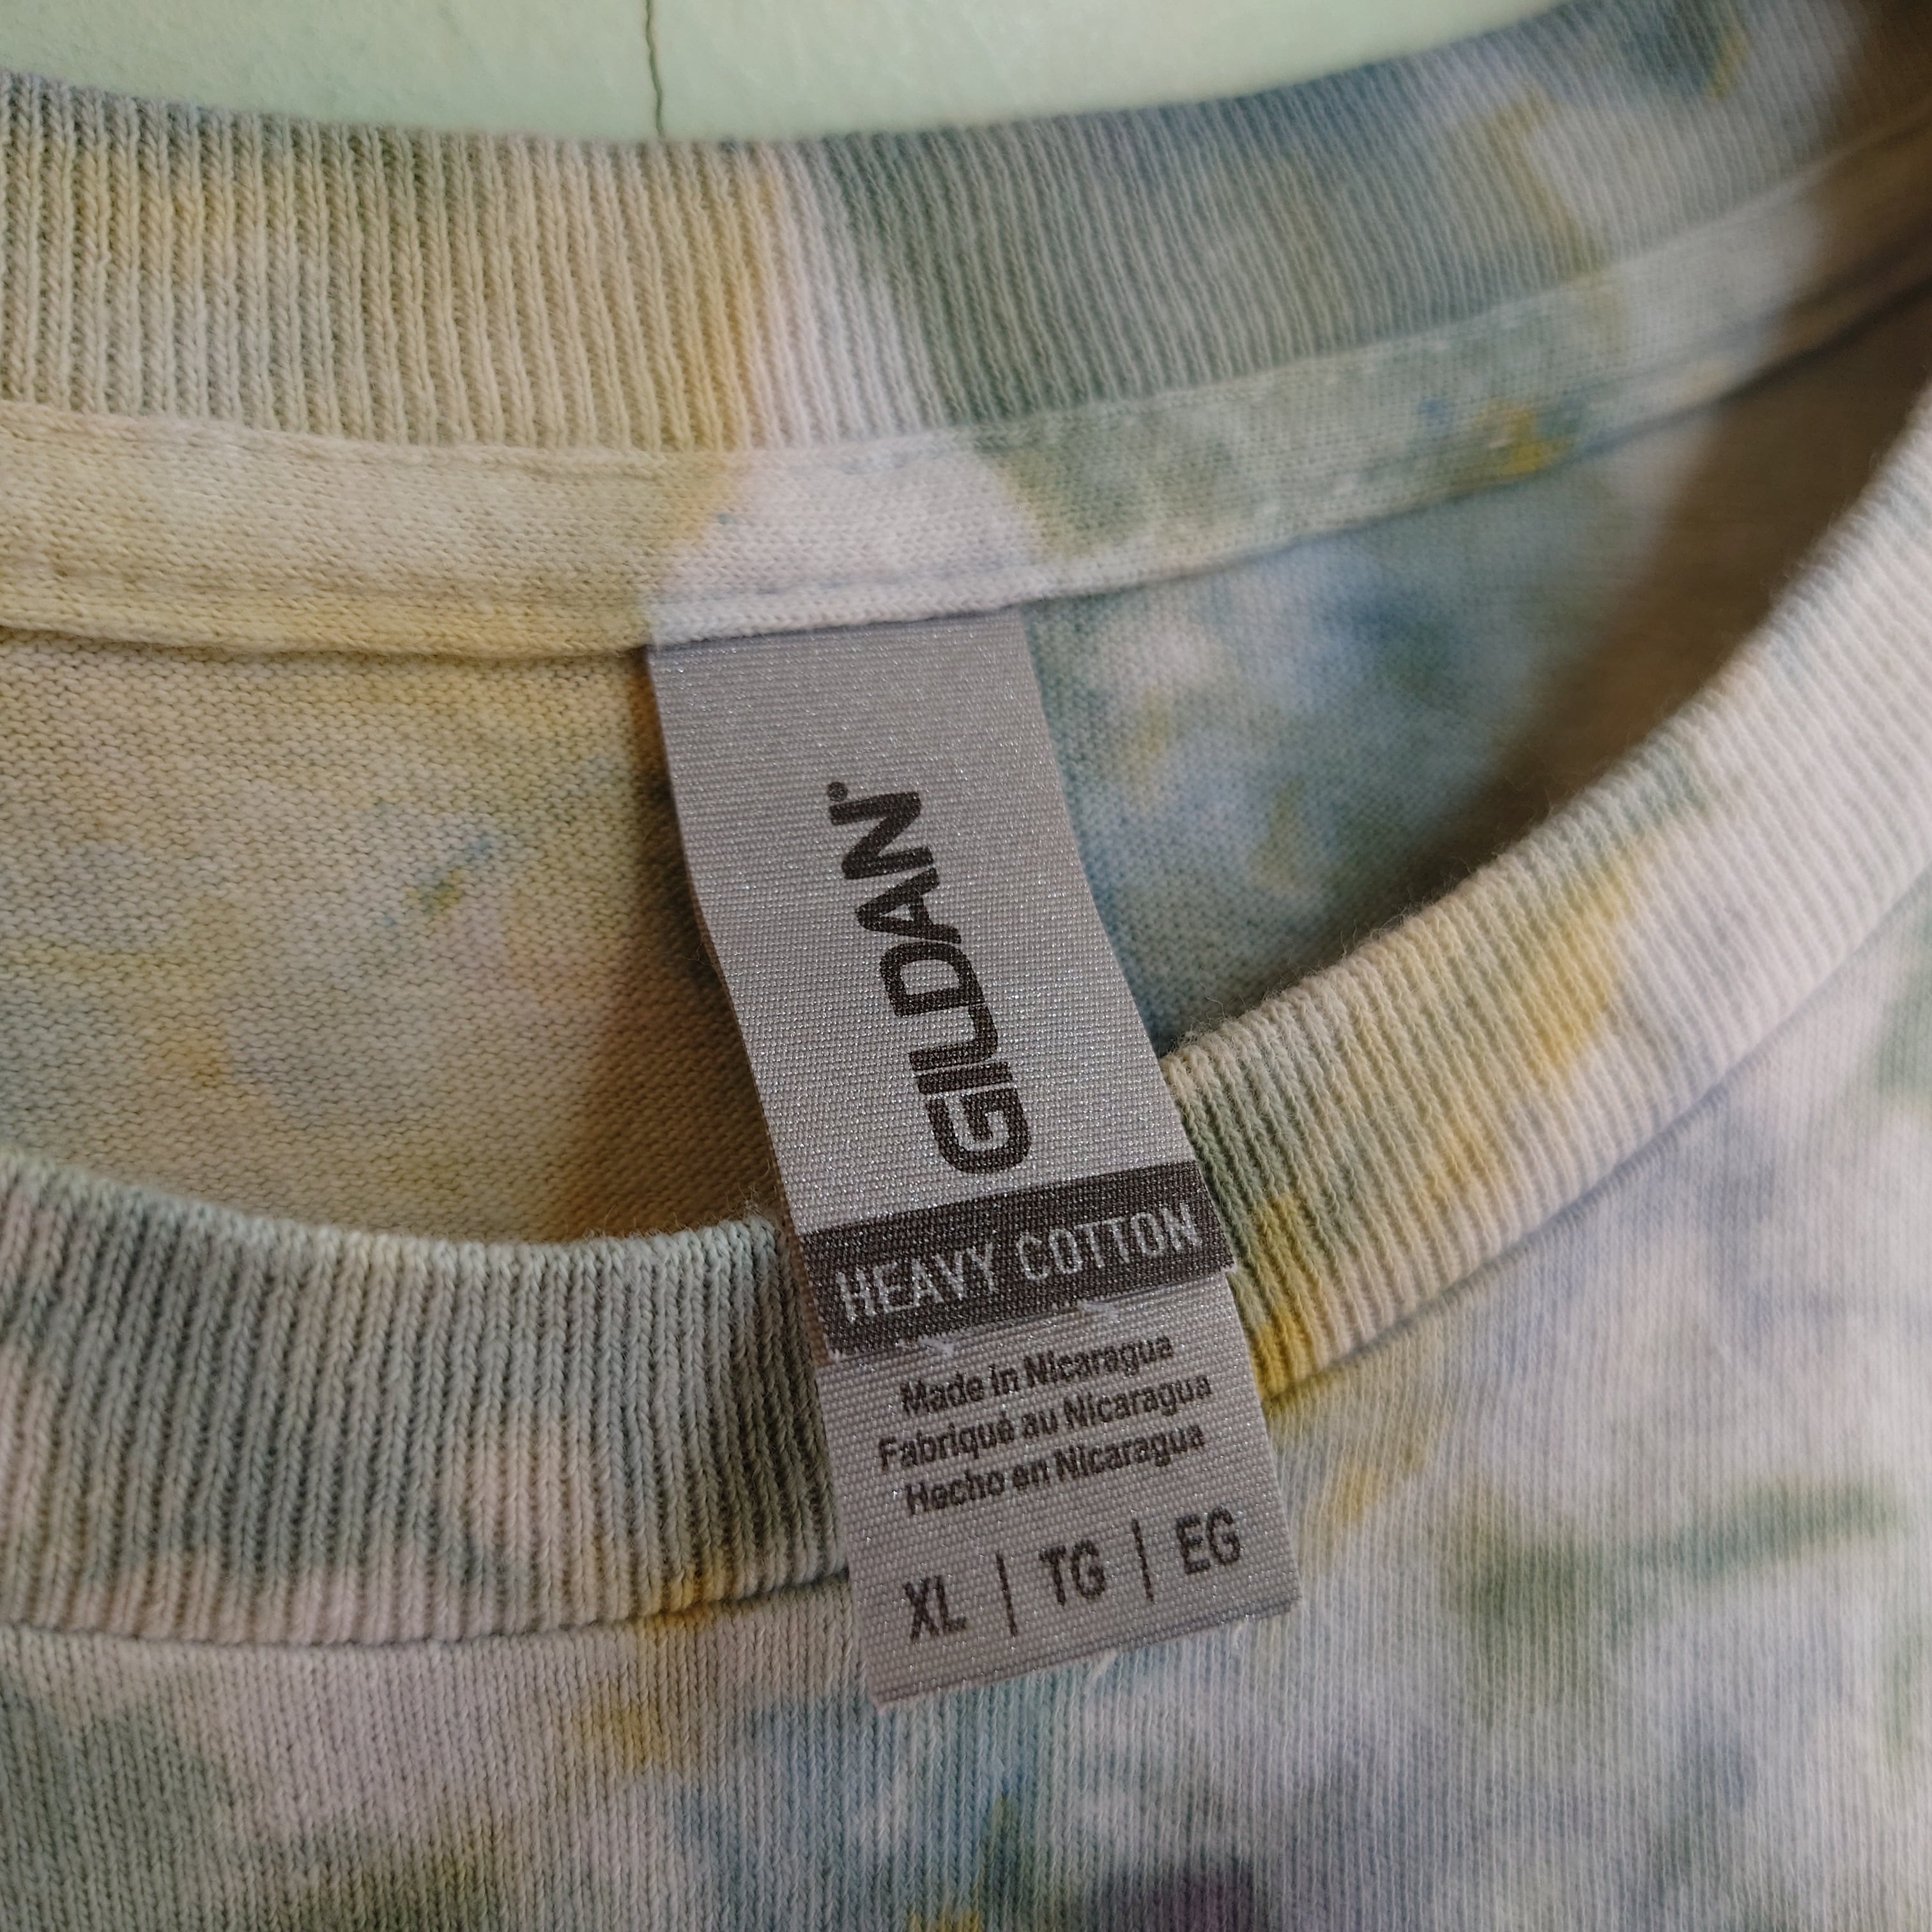 GILDAN®
HEAVY COTTON
Made in Nicaragua
Fabriqué au Nicaragua
Hecho en Nicaragua
XL | TG | EG